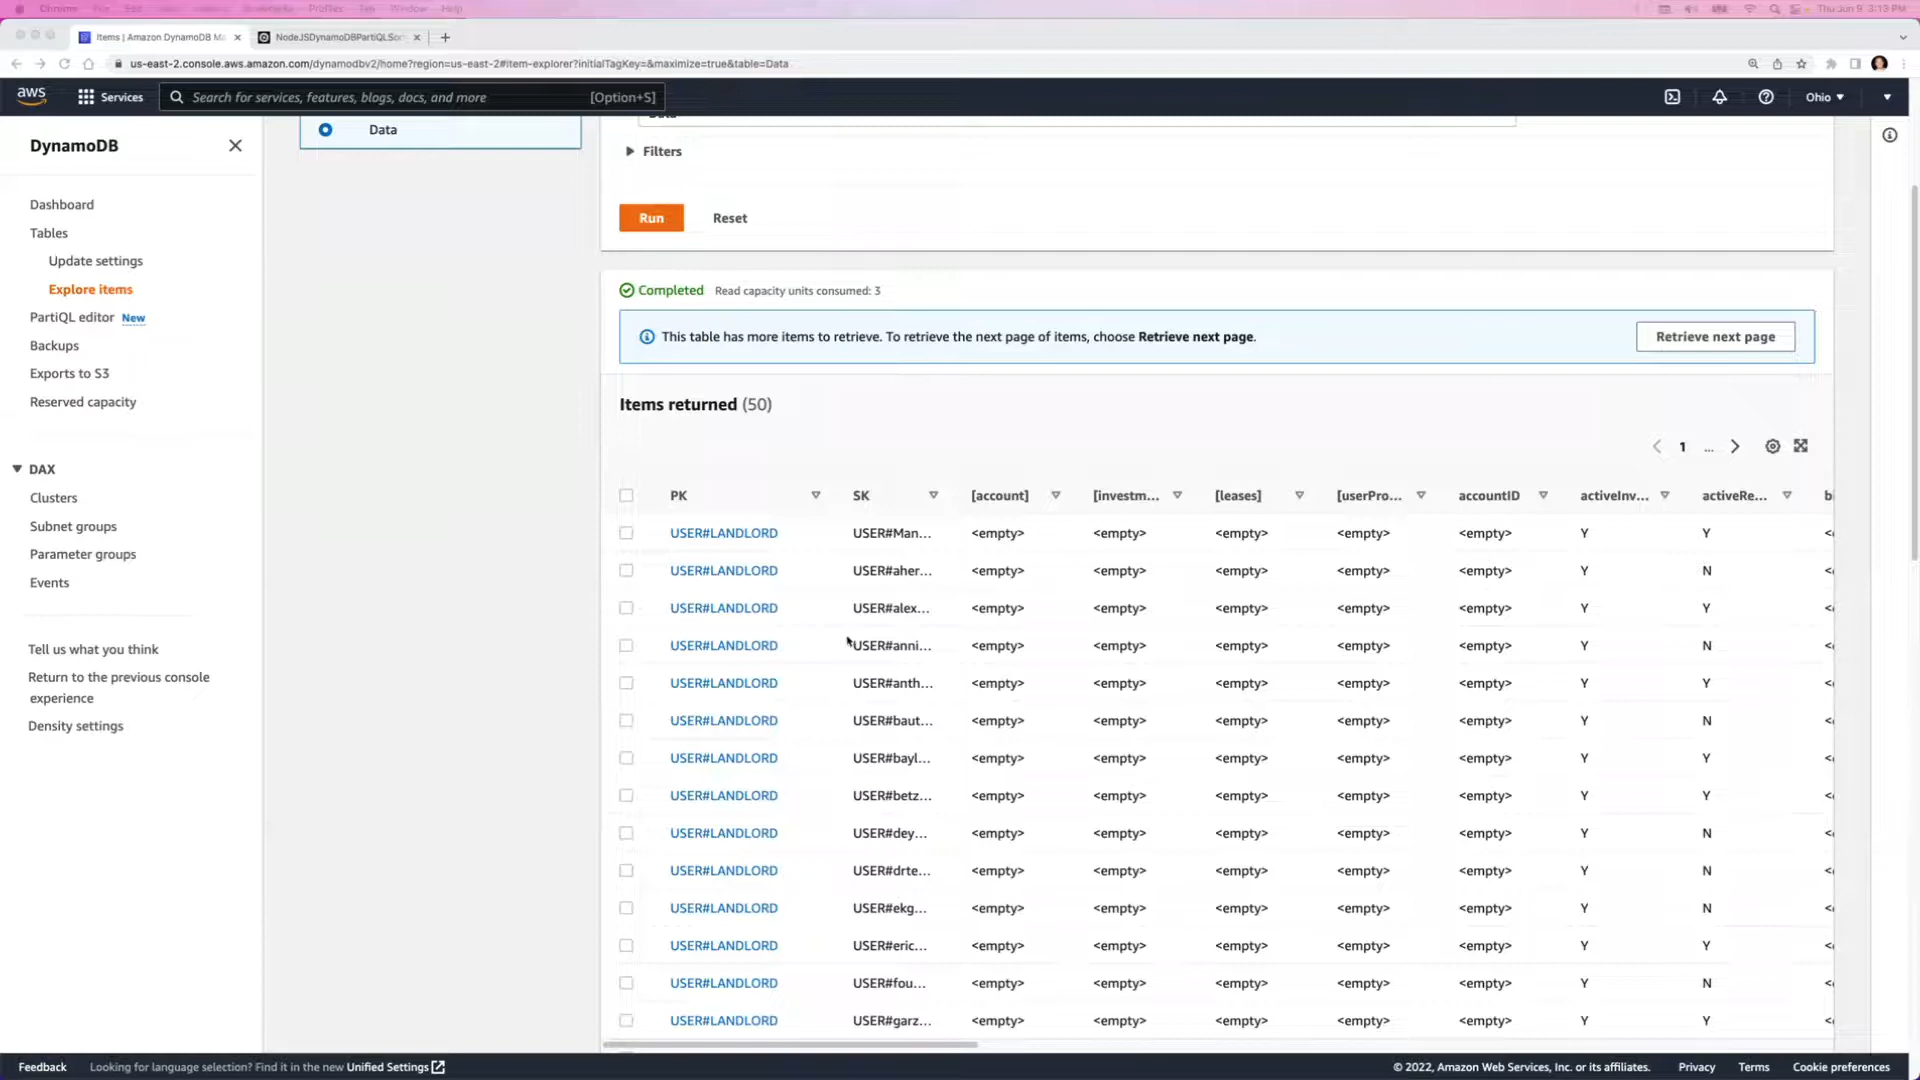 Chrome
Profiles Tab Window Help
Thu Jun 9 3:13 PM
Items | Amazon DynamoDB Ma
NodeJSDynamoDBPartiQLSo
us-east-2.console.aws.amazon.com/dynamodbv2/home?region=us-east-2#item-explorer?initialTagKey=&maximize=true&table=Data
aws
Services
Search for services, features, blogs, docs, and more
[Option+S]
Ohio
DynamoDB
Dashboard
Tables
Update settings
Explore items
PartiQL editor New
Backups
Exports to S3
Reserved capacity
DAX
Clusters
Subnet groups
Parameter groups
Events
Tell us what you think
Return to the previous console
experience
Density settings
Data
Filters
Run
Reset
Completed
Read capacity units consumed: 3
This table has more items to retrieve. To retrieve the next page of items, choose Retrieve next page.
Retrieve next page
Items returned (50)
1 ...
PK SK [account] [investm... [leases] [userPro... accountID activeInv... activeRe...
USER#LANDLORD USER#Man... <empty> <empty> <empty> <empty> <empty> Y Y
USER#LANDLORD USER#aher... <empty> <empty> <empty> <empty> <empty> Y N
USER#LANDLORD USER#alex... <empty> <empty> <empty> <empty> <empty> Y Y
USER#LANDLORD USER#anni... <empty> <empty> <empty> <empty> <empty> Y N
USER#LANDLORD USER#anth... <empty> <empty> <empty> <empty> <empty> Y Y
USER#LANDLORD USER#baut... <empty> <empty> <empty> <empty> <empty> Y N
USER#LANDLORD USER#bayl... <empty> <empty> <empty> <empty> <empty> Y Y
USER#LANDLORD USER#betz... <empty> <empty> <empty> <empty> <empty> Y Y
USER#LANDLORD USER#dey... <empty> <empty> <empty> <empty> <empty> Y N
USER#LANDLORD USER#drte... <empty> <empty> <empty> <empty> <empty> Y N
USER#LANDLORD USER#ekg... <empty> <empty> <empty> <empty> <empty> Y N
USER#LANDLORD USER#eric... <empty> <empty> <empty> <empty> <empty> Y Y
USER#LANDLORD USER#fou... <empty> <empty> <empty> <empty> <empty> Y N
USER#LANDLORD USER#garz... <empty> <empty> <empty> <empty> <empty> Y Y
Feedback
Looking for language selection? Find it in the new Unified Settings
© 2022, Amazon Web Services, Inc. or its affiliates.
Privacy
Terms
Cookie preferences